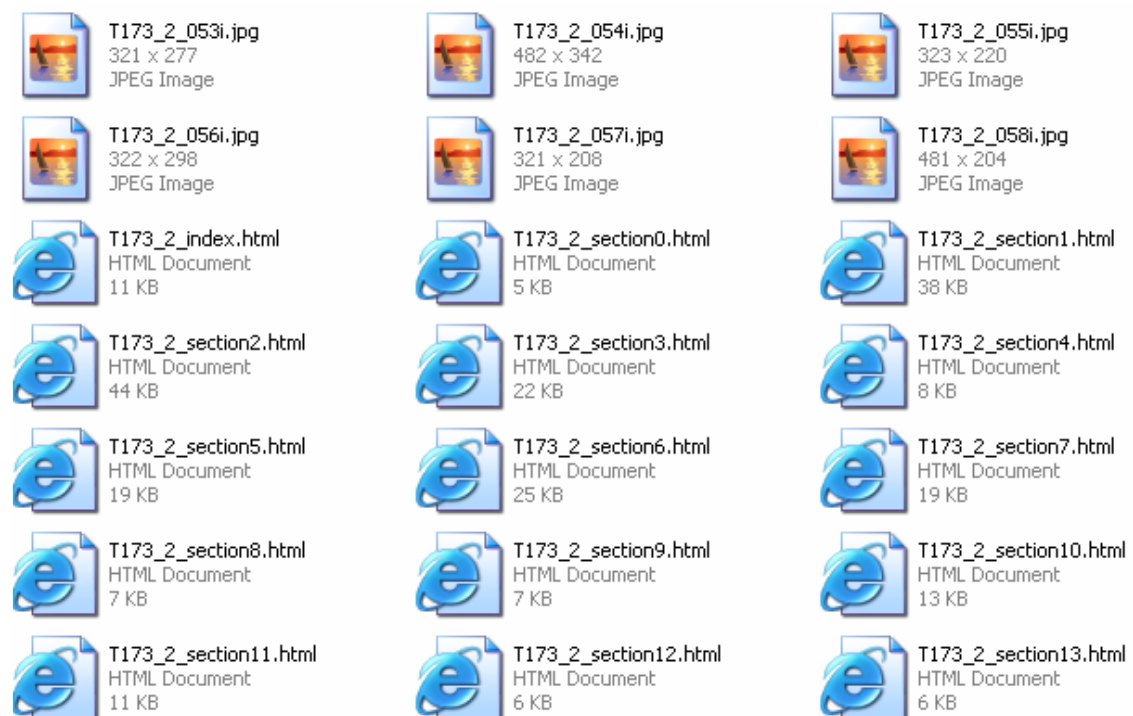 T173_2_053i.jpg
321 x 277
JPEG Image
T173_2_054i.jpg
482 x 342
JPEG Image
T173_2_055i.jpg
323 x 220
JPEG Image
T173_2_056i.jpg
322 x 298
JPEG Image
T173_2_057i.jpg
321 x 208
JPEG Image
T173_2_058i.jpg
481 x 204
JPEG Image
T173_2_index.html
HTML Document
11 KB
T173_2_section0.html
HTML Document
5 KB
T173_2_section1.html
HTML Document
38 KB
T173_2_section2.html
HTML Document
44 KB
T173_2_section3.html
HTML Document
22 KB
T173_2_section4.html
HTML Document
8 KB
T173_2_section5.html
HTML Document
19 KB
T173_2_section6.html
HTML Document
25 KB
T173_2_section7.html
HTML Document
19 KB
T173_2_section8.html
HTML Document
7 KB
T173_2_section9.html
HTML Document
7 KB
T173_2_section10.html
HTML Document
13 KB
T173_2_section11.html
HTML Document
11 KB
T173_2_section12.html
HTML Document
6 KB
T173_2_section13.html
HTML Document
6 KB